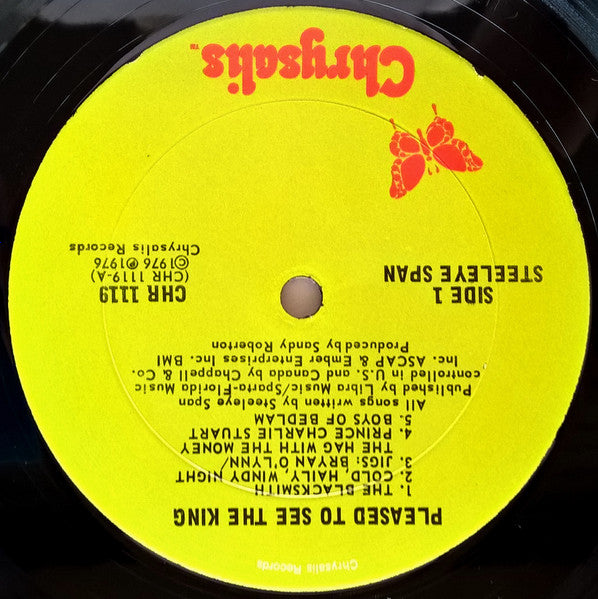 Chrysalis Records
PLEASED TO SEE THE KING
1. THE BLACKSMITH
2. COLD, HAILY, WINDY NIGHT
3. JIGS: BRYAN O'LYNN/
THE HAG WITH THE MONEY
4. PRINCE CHARLIE STUART
5. BOYS OF BEDLAM
All songs written by Steeleye Span
Published by Libra Music/Sparta-Florida Music
controlled in U.S. and Canada by Chappell & Co.
Inc. ASCAP & Ember Enterprises Inc. BMI
Produced by Sandy Roberton
SIDE 1
STEELEYE SPAN
CHR 1119
(CHR 1119-A)
©1976 ℗1976
Chrysalis Records
Chrysalis™